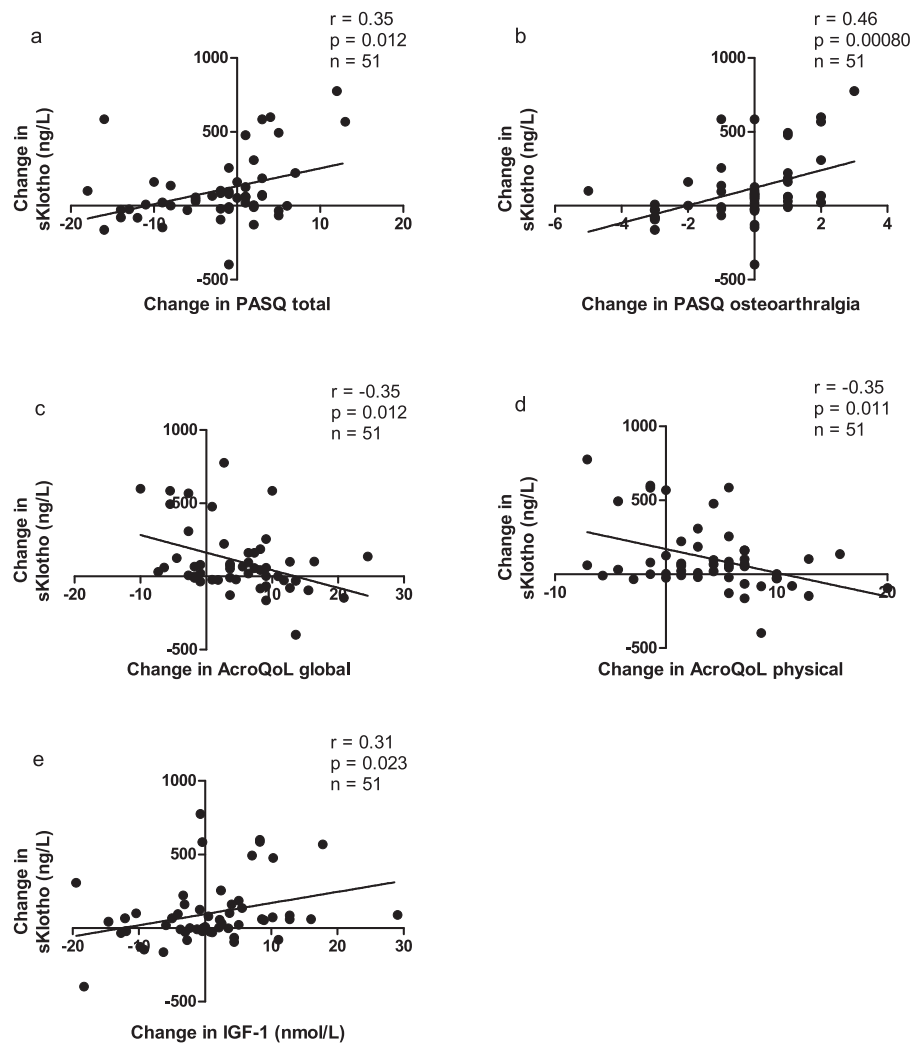 a
r = 0.35
p = 0.012
n = 51
1000
500
-500
-20
-10
10
20
Change in
sKlotho (ng/L)
Change in PASQ total
b
r = 0.46
p = 0.00080
n = 51
1000
500
-500
-6
-4
-2
2
4
Change in
sKlotho (ng/L)
Change in PASQ osteoarthralgia
c
r = -0.35
p = 0.012
n = 51
1000
500
-500
-20
-10
10
20
30
Change in
sKlotho (ng/L)
Change in AcroQoL global
d
r = -0.35
p = 0.011
n = 51
1000
500
-500
-10
10
20
Change in
sKlotho (ng/L)
Change in AcroQoL physical
e
r = 0.31
p = 0.023
n = 51
1000
500
-500
-20
-10
10
20
30
Change in
sKlotho (ng/L)
Change in IGF-1 (nmol/L)